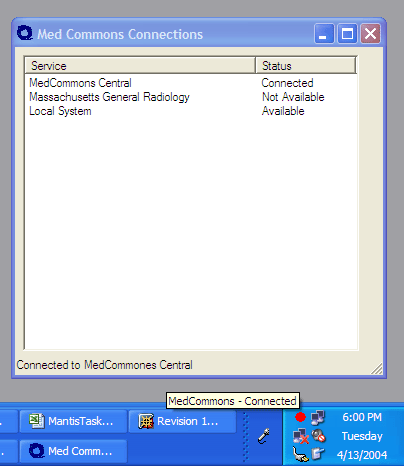 Med Commons Connections
Service Status
MedCommons Central Connected
Massachusetts General Radiology Not Available
Local System Available
Connected to MedCommones Central
MedCommons - Connected
MantisTask... Revision 1... 6:00 PM
Tuesday
Med Comm... 4/13/2004